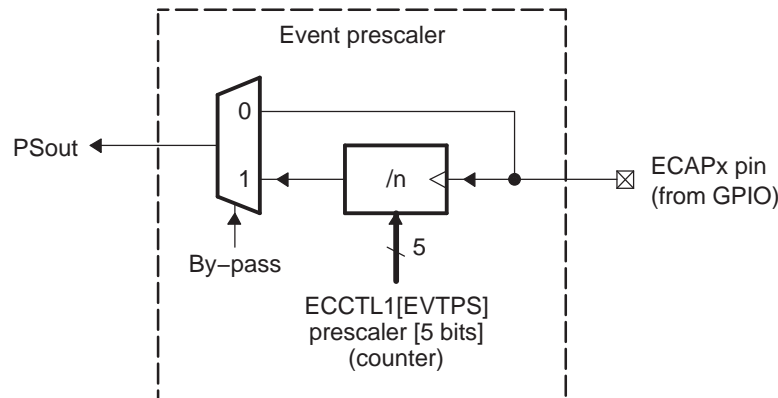 Event prescaler
0
PSout
1
/n
ECAPx pin
(from GPIO)
5
By−pass
ECCTL1[EVTPS]
prescaler [5 bits]
(counter)